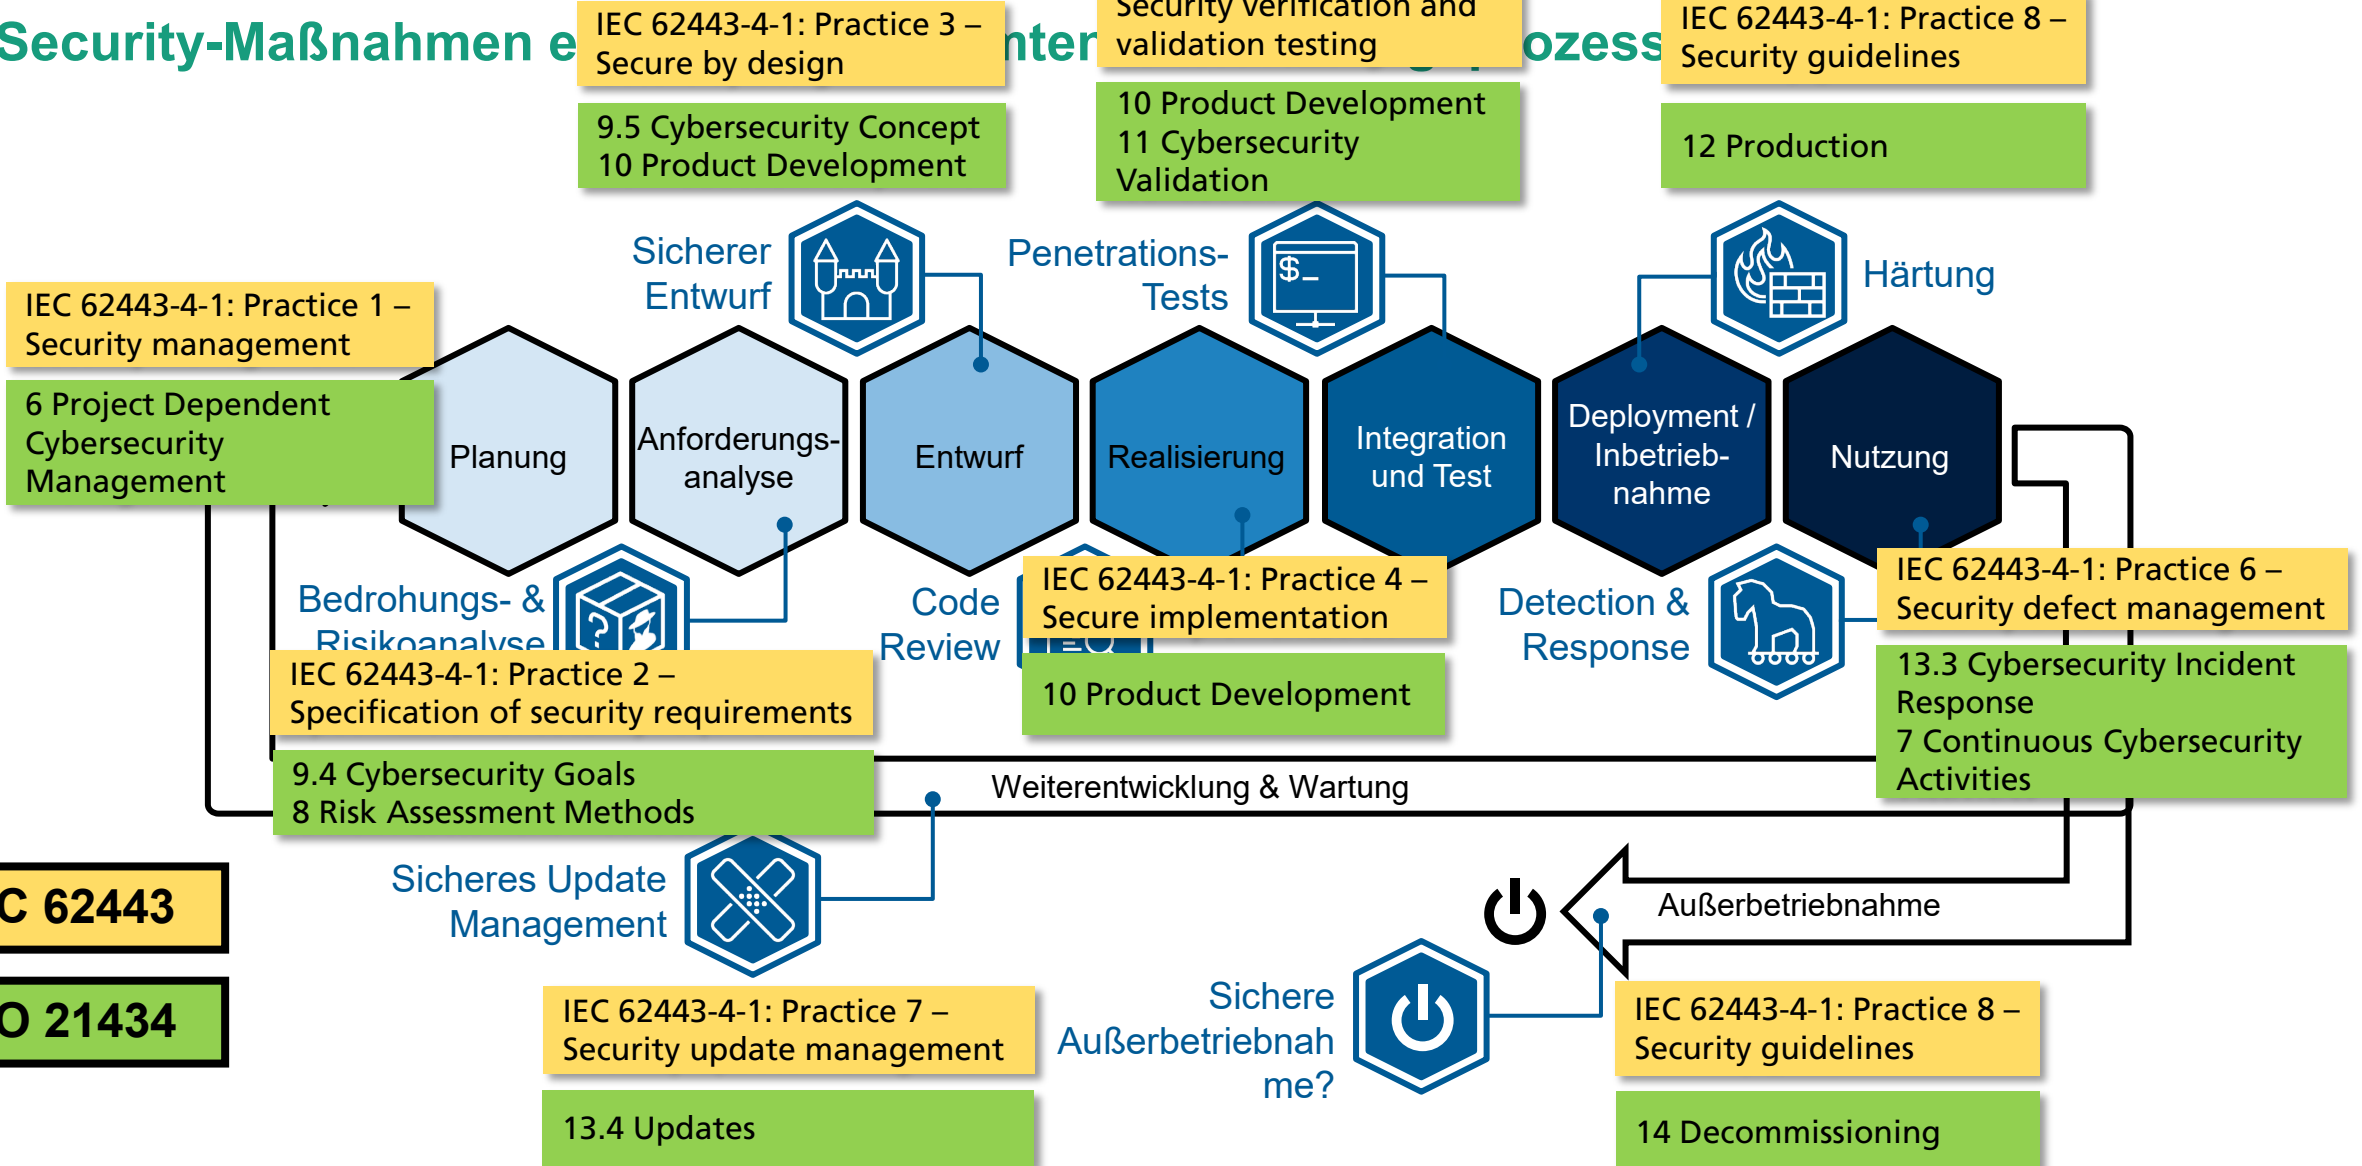 Security-Maßnahmen
IEC 62443-4-1: Practice 3 –
Secure by design
9.5 Cybersecurity Concept
10 Product Development
Security verification and
validation testing
10 Product Development
11 Cybersecurity
Validation
IEC 62443-4-1: Practice 8 –
Security guidelines
12 Production
Sicherer
Entwurf
Penetrations-
Tests
$_
Härtung
IEC 62443-4-1: Practice 1 –
Security management
6 Project Dependent
Cybersecurity
Management
Planung
Anforderungs-
analyse
Entwurf
Realisierung
Integration
und Test
Deployment /
Inbetrieb-
nahme
Nutzung
Bedrohungs- &
Risikoanalyse
?
IEC 62443-4-1: Practice 2 –
Specification of security requirements
9.4 Cybersecurity Goals
8 Risk Assessment Methods
Code
Review
IEC 62443-4-1: Practice 4 –
Secure implementation
10 Product Development
Detection &
Response
IEC 62443-4-1: Practice 6 –
Security defect management
13.3 Cybersecurity Incident
Response
7 Continuous Cybersecurity
Activities
Weiterentwicklung & Wartung
Sicheres Update
Management
IEC 62443-4-1: Practice 7 –
Security update management
13.4 Updates
Außerbetriebnahme
Sichere
Außerbetriebnah
me?
IEC 62443-4-1: Practice 8 –
Security guidelines
14 Decommissioning
62443
21434